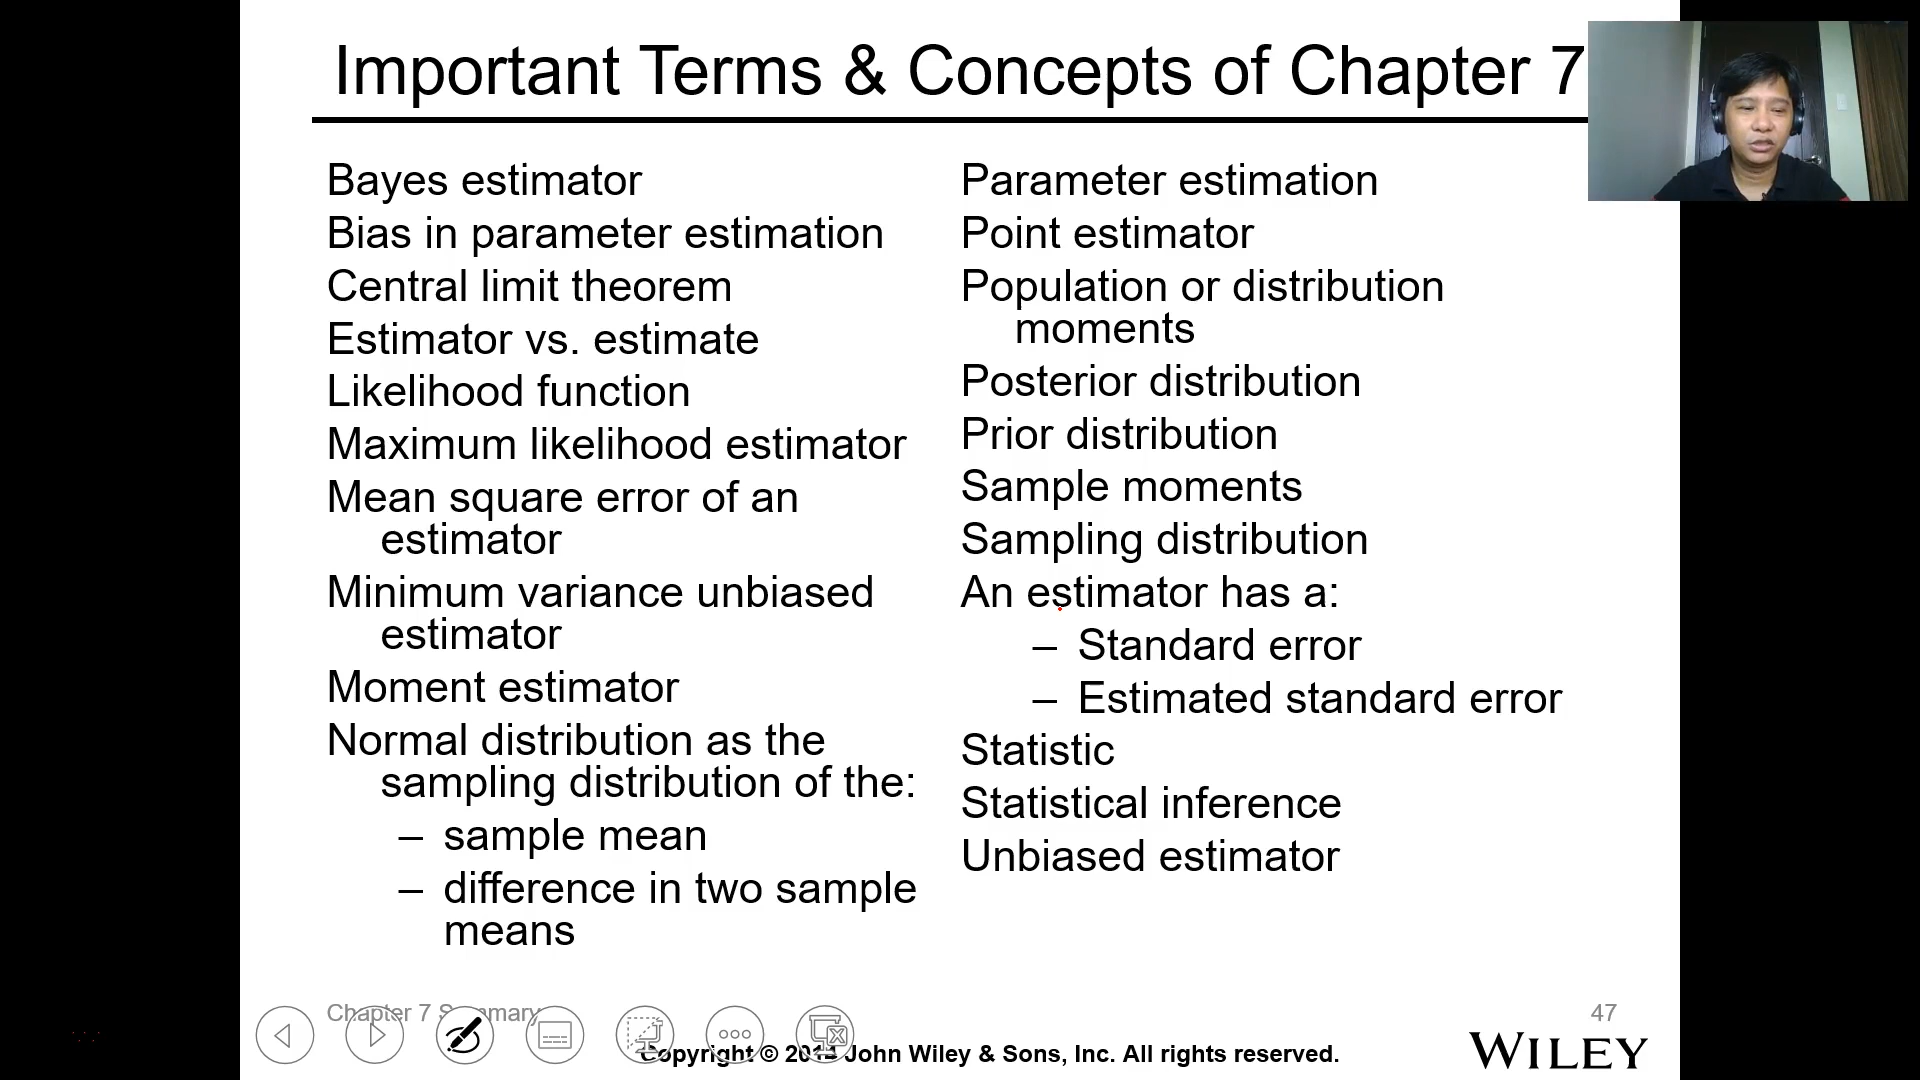 Important Terms & Concepts of Chapter 7
Bayes estimator
Bias in parameter estimation
Central limit theorem
Estimator vs. estimate
Likelihood function
Maximum likelihood estimator
Mean square error of an
estimator
Minimum variance unbiased
estimator
Moment estimator
Normal distribution as the
sampling distribution of the:
– sample mean
– difference in two sample
means
Parameter estimation
Point estimator
Population or distribution
moments
Posterior distribution
Prior distribution
Sample moments
Sampling distribution
An estimator has a:
– Standard error
– Estimated standard error
Statistic
Statistical inference
Unbiased estimator
Chapter 7 Summary
47
Copyright © 2014 John Wiley & Sons, Inc. All rights reserved.
WILEY